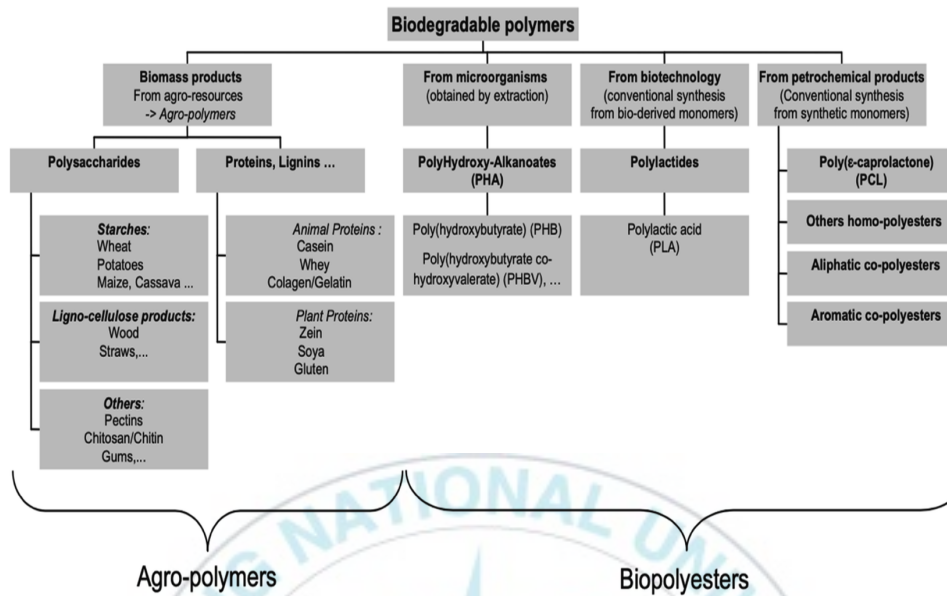 Biodegradable polymers
Biomass products
From agro-resources
-> Agro-polymers
From microorganisms
(obtained by extraction)
From biotechnology
(conventional synthesis
from bio-derived monomers)
From petrochemical products
(Conventional synthesis
from synthetic monomers)
Polysaccharides
Proteins, Lignins ...
PolyHydroxy-Alkanoates
(PHA)
Polylactides
Poly(ε-caprolactone)
(PCL)
Starches:
Wheat
Potatoes
Maize, Cassava ...
Animal Proteins :
Casein
Whey
Colagen/Gelatin
Poly(hydroxybutyrate) (PHB)
Poly(hydroxybutyrate co-
hydroxyvalerate) (PHBV), ...
Polylactic acid
(PLA)
Others homo-polyesters
Aliphatic co-polyesters
Aromatic co-polyesters
Ligno-cellulose products:
Wood
Straws,...
Plant Proteins:
Zein
Soya
Gluten
Others:
Pectins
Chitosan/Chitin
Gums,...
Agro-polymers
Biopolyesters
NATIONAL